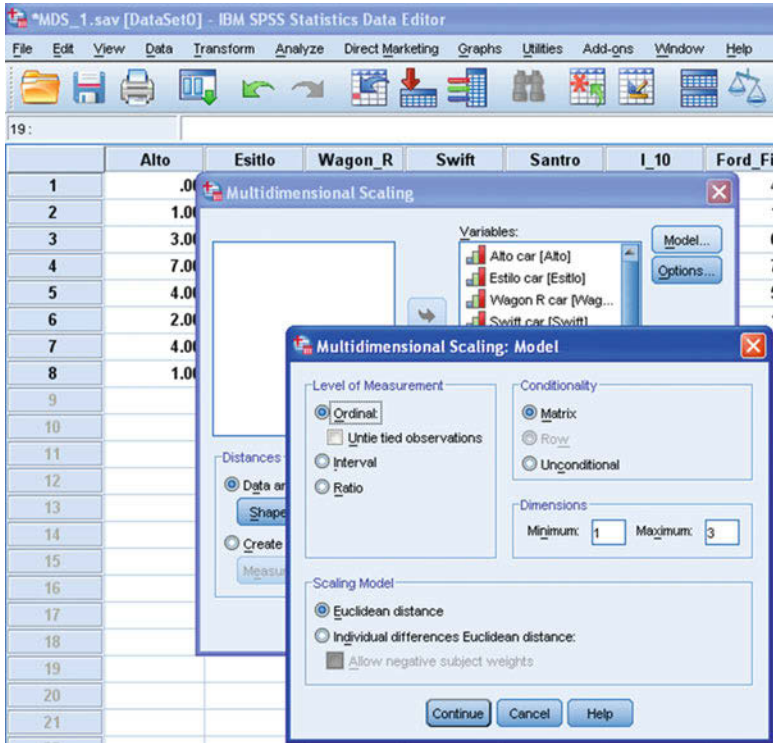 *MDS_1.sav [DataSet0] - IBM SPSS Statistics Data Editor
File Edit View Data Transform Analyze Direct Marketing Graphs Utilities Add-ons Window Help
19 :
Alto Esitlo Wagon_R Swift Santro I_10 Ford_Fi
1 .00
2 1.00
3 3.00
4 7.00
5 4.00
6 2.00
7 4.00
8 1.00
9
10
11
12
13
14
15
16
17
18
19
20
21
Multidimensional Scaling
Variables:
Alto car [Alto]
Estilo car [Esitlo]
Wagon R car [Wag...
Swift car [Swift]
Model...
Options...
Distances
Data ar
Shape
Create
Measu
Multidimensional Scaling: Model
Level of Measurement
Ordinal:
Untie tied observations
Interval
Ratio
Conditionality
Matrix
Row
Unconditional
Dimensions
Minimum: 1 Maximum: 3
Scaling Model
Euclidean distance
Individual differences Euclidean distance:
Allow negative subject weights
Continue Cancel Help